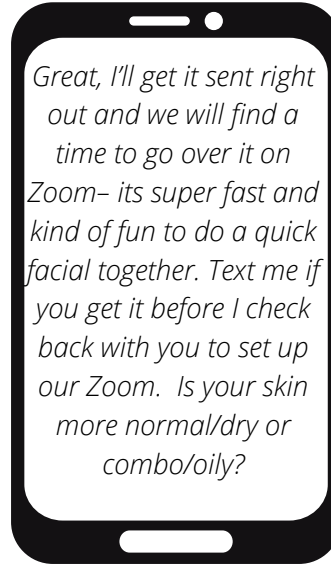 Great, I’ll get it sent right
out and we will find a
time to go over it on
Zoom– its super fast and
kind of fun to do a quick
facial together. Text me if
you get it before I check
back with you to set up
our Zoom.  Is your skin
more normal/dry or
combo/oily?